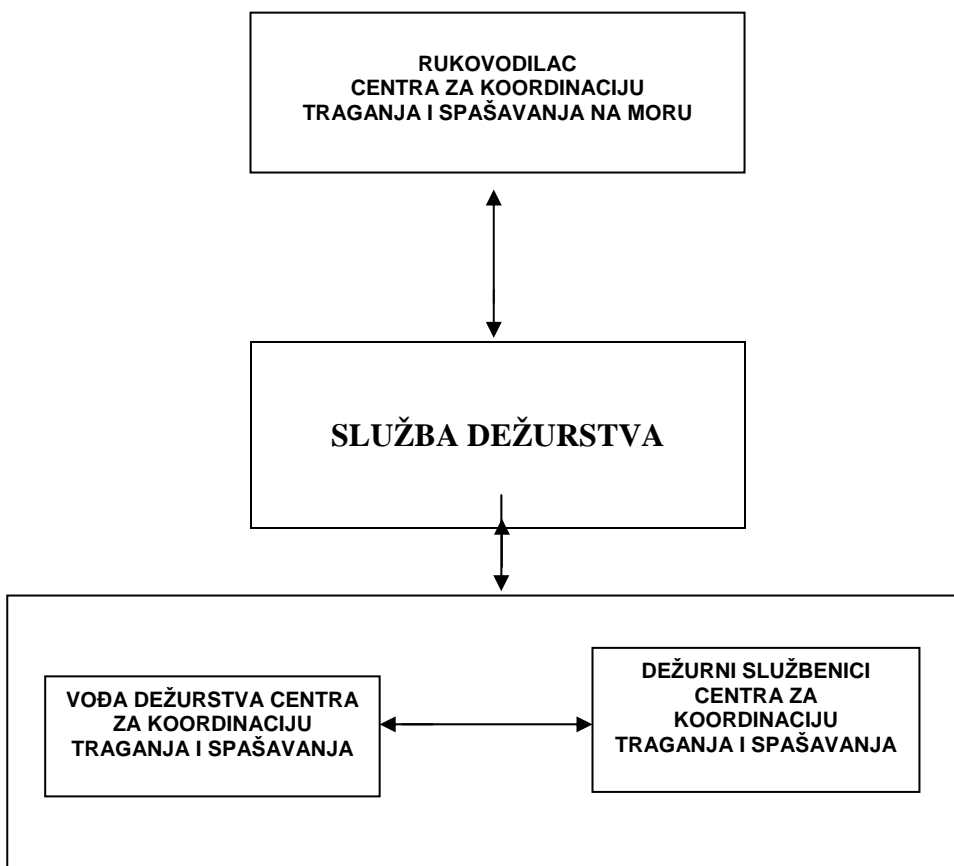 RUKOVODILAC
CENTRA ZA KOORDINACIJU
TRAGANJA I SPAŠAVANJA NA MORU
SLUŽBA DEŽURSTVA
VOĐA DEŽURSTVA CENTRA
ZA KOORDINACIJU
TRAGANJA I SPAŠAVANJA
DEŽURNI SLUŽBENICI
CENTRA ZA
KOORDINACIJU
TRAGANJA I SPAŠAVANJA